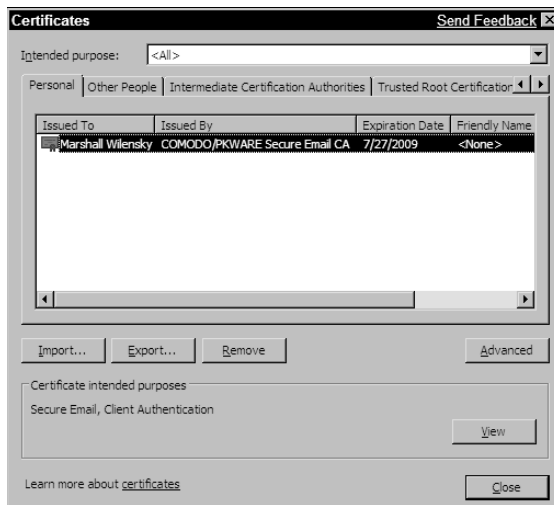 Certificates Send Feedback
Intended purpose: <All>
Personal Other People Intermediate Certification Authorities Trusted Root Certification
Issued To Issued By Expiration Date Friendly Name
Marshall Wilensky COMODO/PKWARE Secure Email CA 7/27/2009 <None>
Import... Export... Remove Advanced
Certificate intended purposes
Secure Email, Client Authentication
View
Learn more about certificates
Close